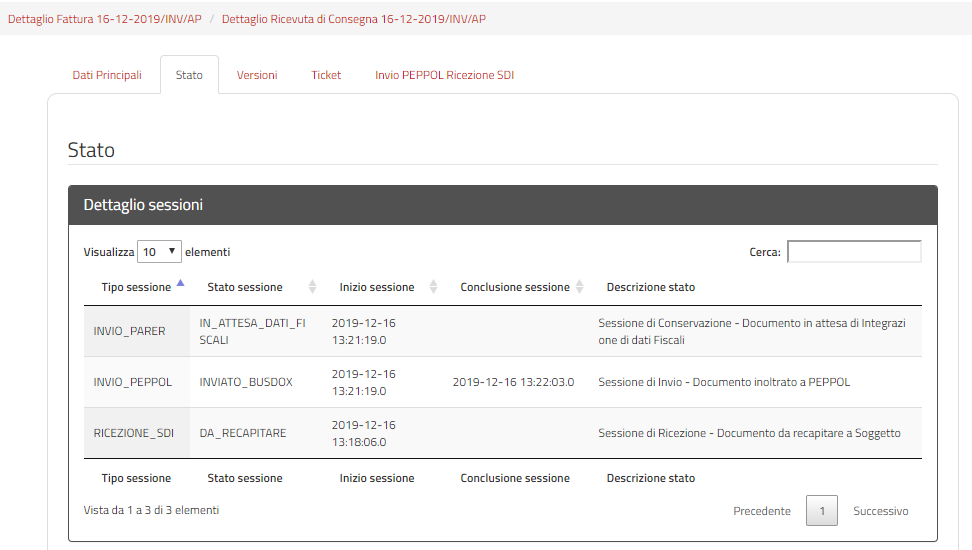 Dettaglio Fattura 16-12-2019/INV/AP / Dettaglio Ricevuta di Consegna 16-12-2019/INV/AP
Dati Principali Stato Versioni Ticket Invio PEPPOL Ricezione SDI
Stato
Dettaglio sessioni
Visualizza 10 elementi Cerca:
Tipo sessione Stato sessione Inizio sessione Conclusione sessione Descrizione stato
INVIO_PARER IN_ATTESA_DATI_FI 2019-12-16 Sessione di Conservazione - Documento in attesa di Integrazi
SCALI 13:21:19.0 one di dati Fiscali
INVIO_PEPPOL INVIATO_BUSDOX 2019-12-16 2019-12-16 13:22:03.0 Sessione di Invio - Documento inoltrato a PEPPOL
13:21:19.0
RICEZIONE_SDI DA_RECAPITARE 2019-12-16 Sessione di Ricezione - Documento da recapitare a Soggetto
13:18:06.0
Tipo sessione Stato sessione Inizio sessione Conclusione sessione Descrizione stato
Vista da 1 a 3 di 3 elementi Precedente 1 Successivo